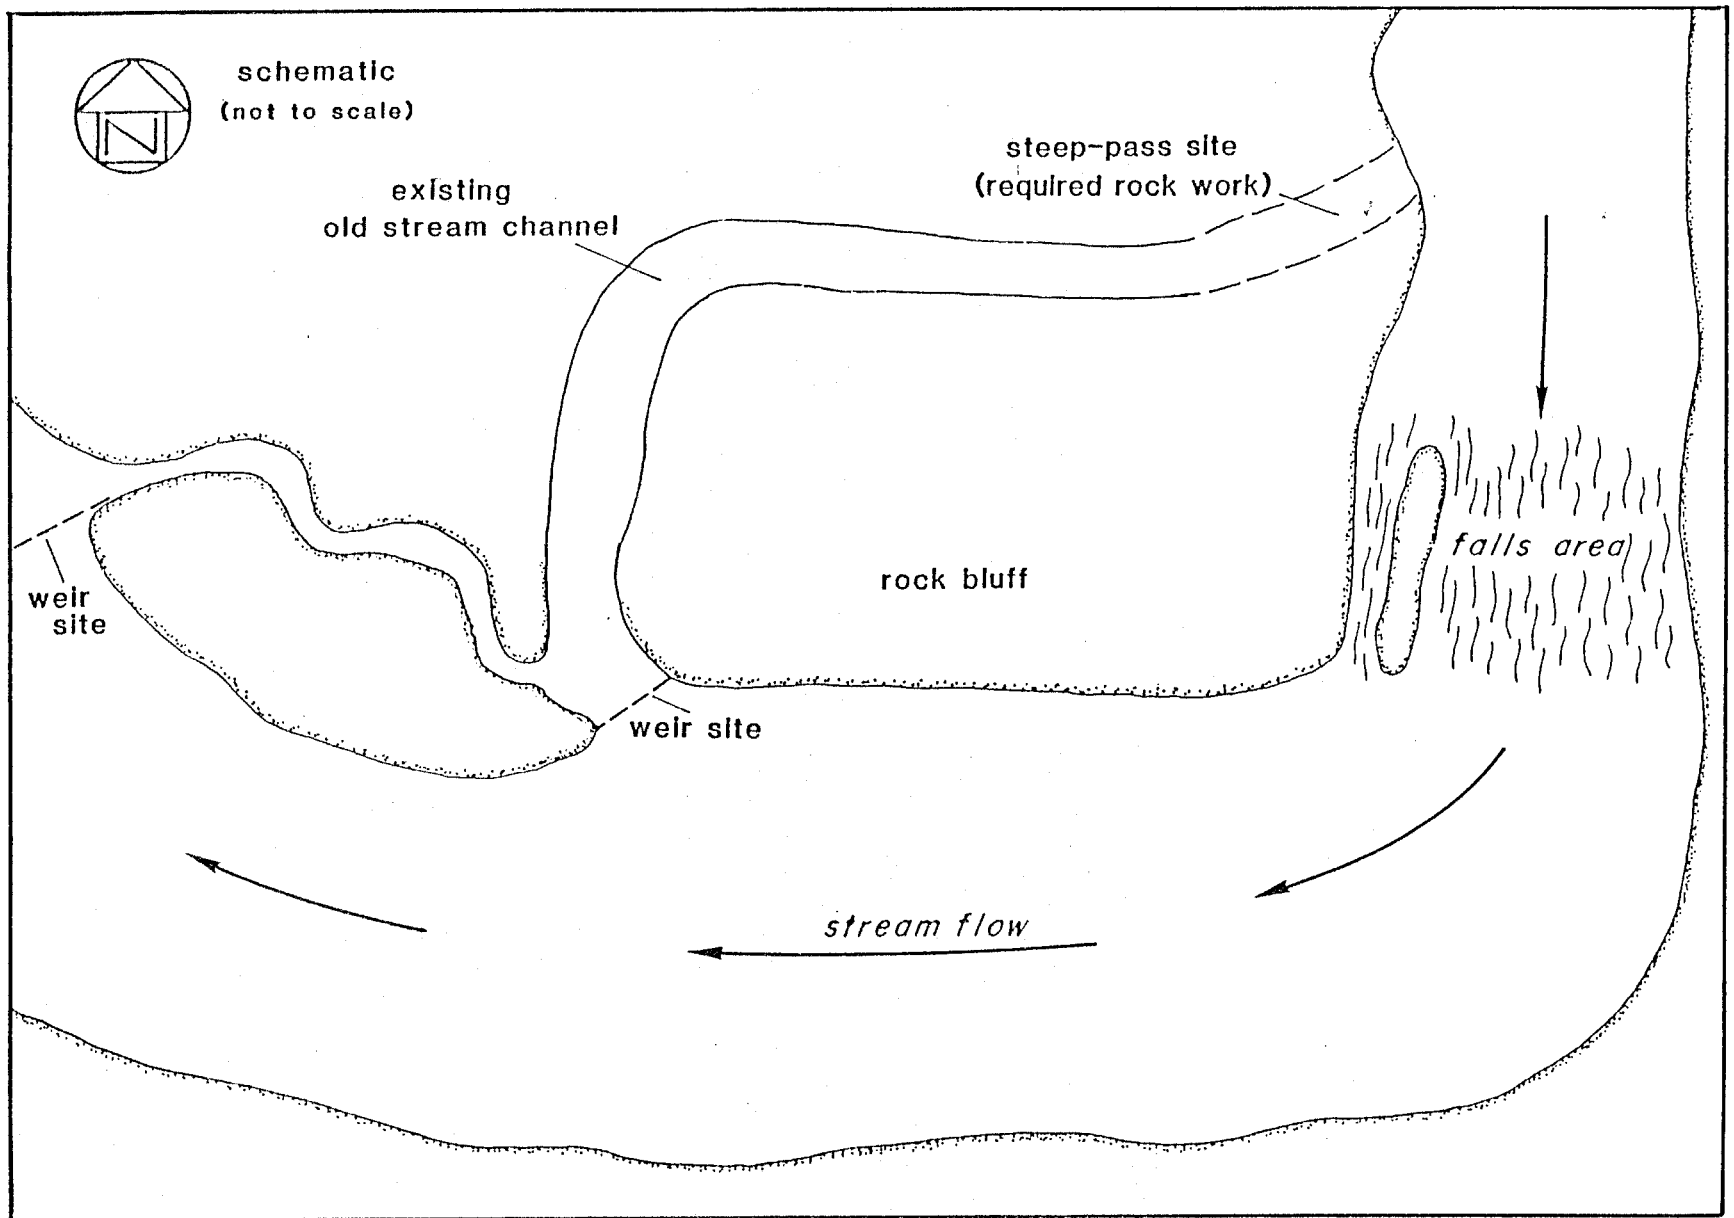 N
schematic
(not to scale)
steep-pass site
(required rock work)
existing
old stream channel
falls area
rock bluff
weir
site
weir site
stream flow